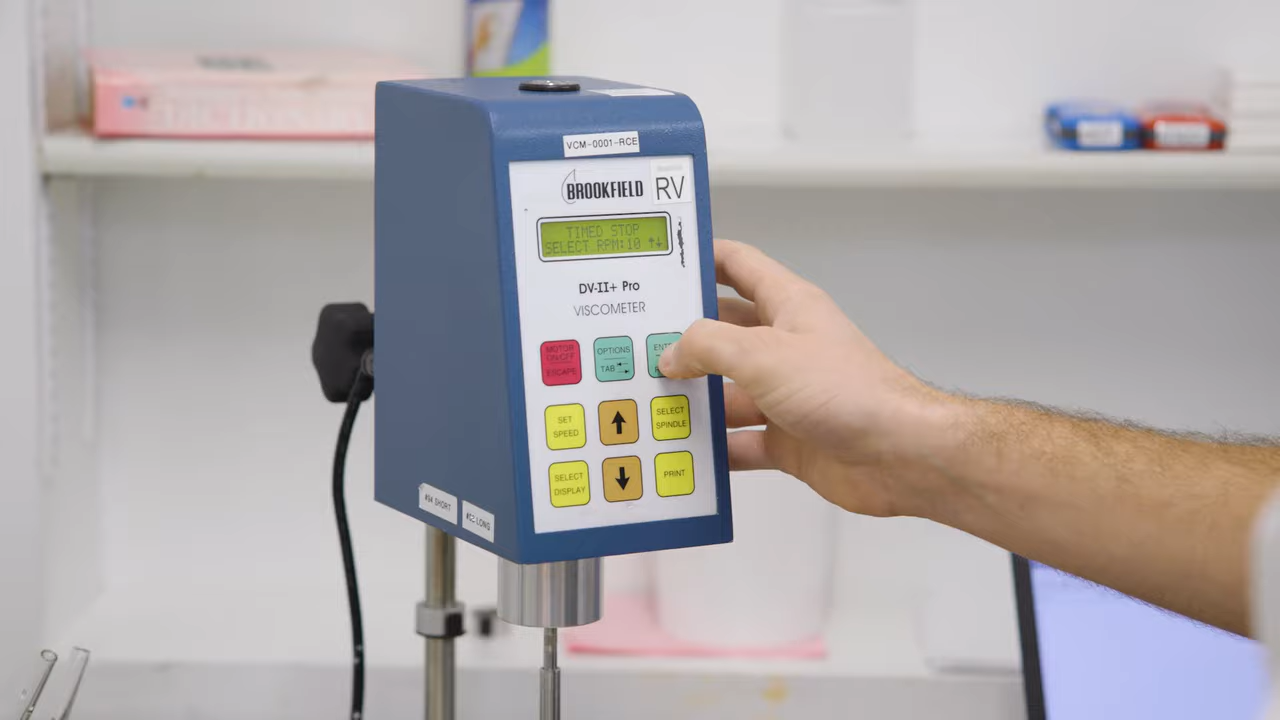 VCM-0001-RCE
BROOKFIELD
RV
TIMED STOP
SELECT RPM:10 ↑↓
DV-II+ Pro
VISCOMETER
MOTOR
ON/OFF
ESCAPE
OPTIONS
TAB
SET
SPEED
SELECT
SPINDLE
SELECT
DISPLAY
PRINT